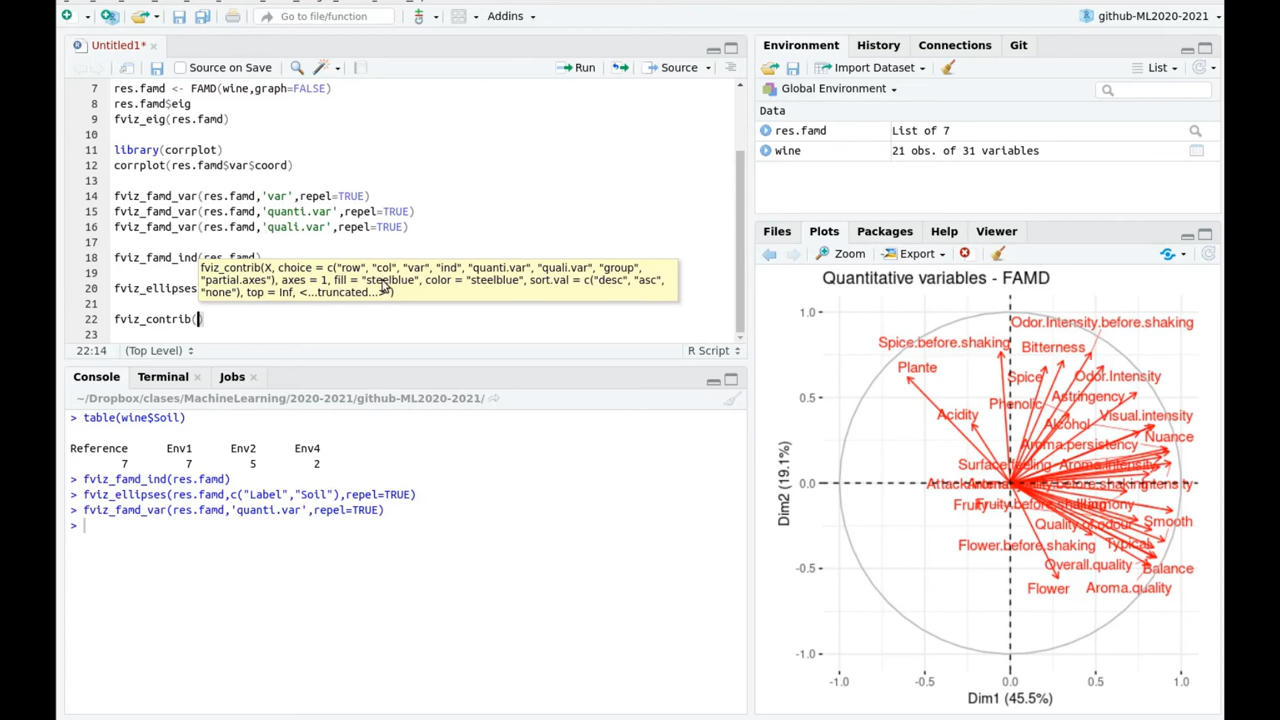 Go to file/function
Addins
github-ML2020-2021
Untitled1*
Source on Save
Run
Source
7 res.famd <- FAMD(wine,graph=FALSE)
8 res.famd$eig
9 fviz_eig(res.famd)
10
11 library(corrplot)
12 corrplot(res.famd$var$coord)
13
14 fviz_famd_var(res.famd,'var',repel=TRUE)
15 fviz_famd_var(res.famd,'quanti.var',repel=TRUE)
16 fviz_famd_var(res.famd,'quali.var',repel=TRUE)
17
18 fviz_famd_ind(res.famd)
19
20 fviz_ellipses
21
22 fviz_contrib()
23
fviz_contrib(X, choice = c("row", "col", "var", "ind", "quanti.var", "quali.var", "group",
"partial.axes"), axes = 1, fill = "steelblue", color = "steelblue", sort.val = c("desc", "asc",
"none"), top = Inf, <...truncated...>)
22:14 (Top Level) R Script
Console Terminal Jobs
~/Dropbox/clases/MachineLearning/2020-2021/github-ML2020-2021/
> table(wine$Soil)
Reference Env1 Env2 Env4
7 7 5 2
> fviz_famd_ind(res.famd)
> fviz_ellipses(res.famd,c("Label","Soil"),repel=TRUE)
> fviz_famd_var(res.famd,'quanti.var',repel=TRUE)
>
Environment History Connections Git
Import Dataset List
Global Environment
Data
res.famd List of 7
wine 21 obs. of 31 variables
Files Plots Packages Help Viewer
Zoom Export
Quantitative variables - FAMD
1.0
Odor.Intensity.before.shaking
Spice.before.shaking
Bitterness
Plante
Spice
Odor.Intensity
0.5
Phenolic
Astringency
Acidity
Alcohol
Visual.intensity
Nuance
Aroma.persistency
Surface.feeling
Aroma.intensity
0.0
Intensity
Smooth
Quality.of.odour
Flower.before.shaking
Typical
Overall.quality
Balance
-0.5
Flower
Aroma.quality
-1.0
Dim2 (19.1%)
-1.0 -0.5 0.0 0.5 1.0
Dim1 (45.5%)